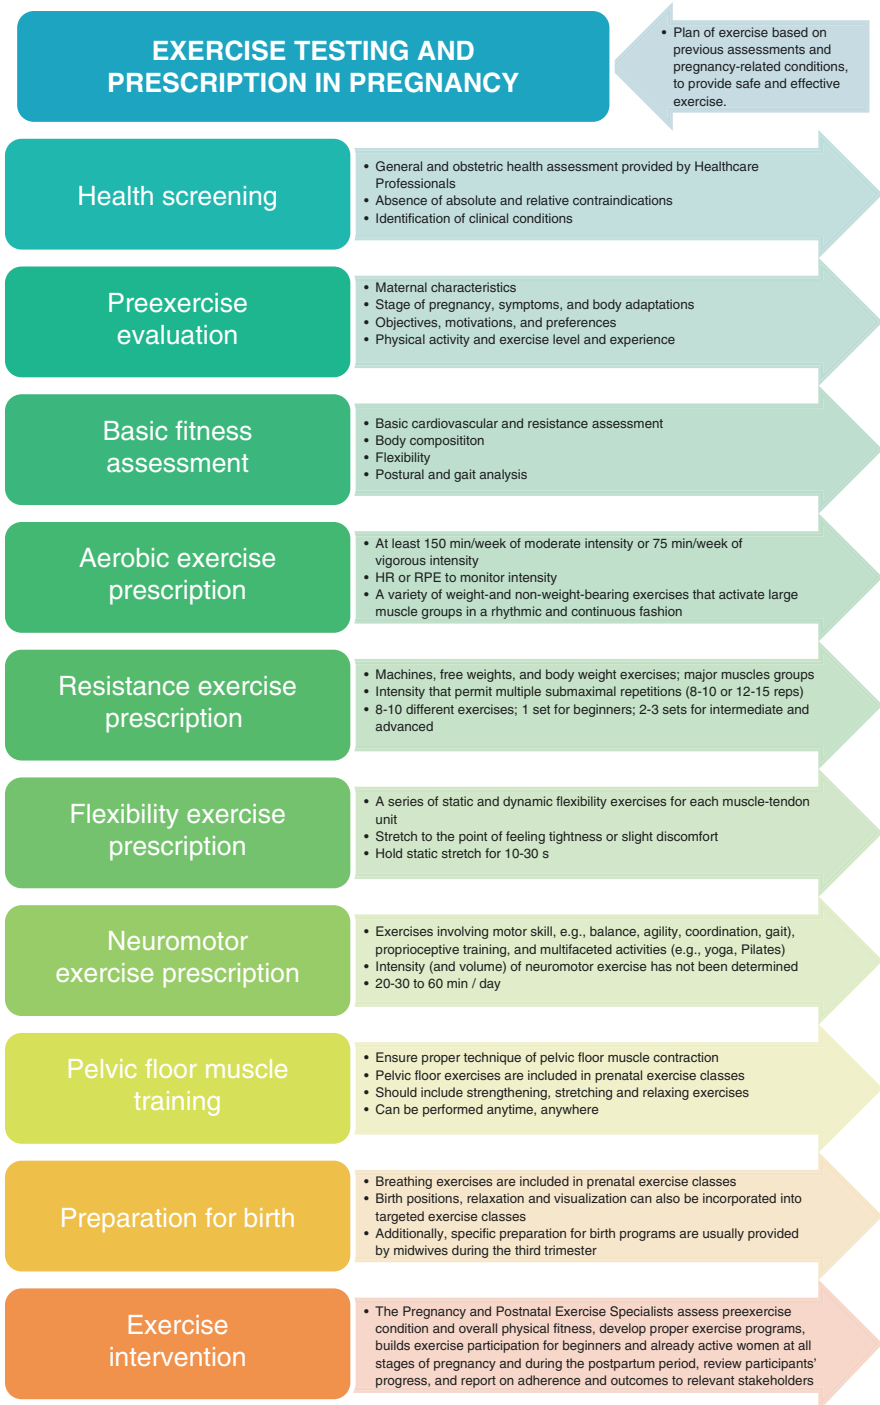 EXERCISE TESTING AND
PRESCRIPTION IN PREGNANCY
• Plan of exercise based on
previous assessments and
pregnancy-related conditions,
to provide safe and effective
exercise.
Health screening
• General and obstetric health assessment provided by Healthcare
Professionals
• Absence of absolute and relative contraindications
• Identification of clinical conditions
Preexercise
evaluation
• Maternal characteristics
• Stage of pregnancy, symptoms, and body adaptations
• Objectives, motivations, and preferences
• Physical activity and exercise level and experience
Basic fitness
assessment
• Basic cardiovascular and resistance assessment
• Body composititon
• Flexibility
• Postural and gait analysis
Aerobic exercise
prescription
• At least 150 min/week of moderate intensity or 75 min/week of
vigorous intensity
• HR or RPE to monitor intensity
• A variety of weight-and non-weight-bearing exercises that activate large
muscle groups in a rhythmic and continuous fashion
Resistance exercise
prescription
• Machines, free weights, and body weight exercises; major muscles groups
• Intensity that permit multiple submaximal repetitions (8-10 or 12-15 reps)
• 8-10 different exercises; 1 set for beginners; 2-3 sets for intermediate and
advanced
Flexibility exercise
prescription
• A series of static and dynamic flexibility exercises for each muscle-tendon
unit
• Stretch to the point of feeling tightness or slight discomfort
• Hold static stretch for 10-30 s
Neuromotor
exercise prescription
• Exercises involving motor skill, e.g., balance, agility, coordination, gait),
proprioceptive training, and multifaceted activities (e.g., yoga, Pilates)
• Intensity (and volume) of neuromotor exercise has not been determined
• 20-30 to 60 min / day
Pelvic floor muscle
training
• Ensure proper technique of pelvic floor muscle contraction
• Pelvic floor exercises are included in prenatal exercise classes
• Should include strengthening, stretching and relaxing exercises
• Can be performed anytime, anywhere
Preparation for birth
• Breathing exercises are included in prenatal exercise classes
• Birth positions, relaxation and visualization can also be incorporated into
targeted exercise classes
• Additionally, specific preparation for birth programs are usually provided
by midwives during the third trimester
Exercise
intervention
• The Pregnancy and Postnatal Exercise Specialists assess preexercise
condition and overall physical fitness, develop proper exercise programs,
builds exercise participation for beginners and already active women at all
stages of pregnancy and during the postpartum period, review participants'
progress, and report on adherence and outcomes to relevant stakeholders